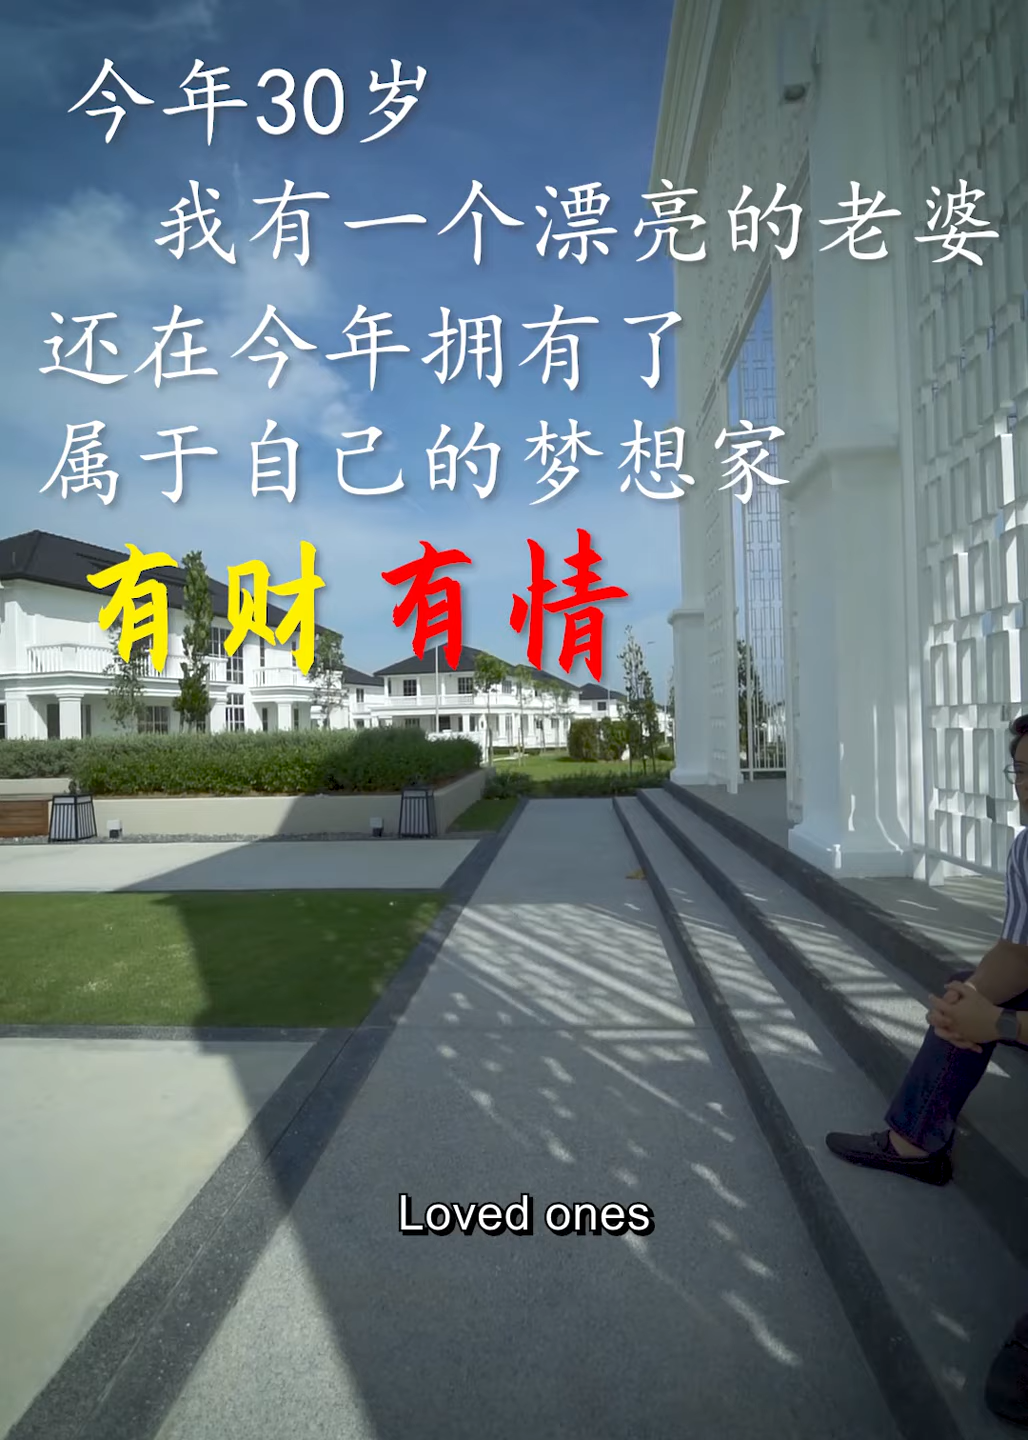 今年30岁
我有一个漂亮的老婆
还在今年拥有了
属于自己的梦想家
有财 有情
Loved ones